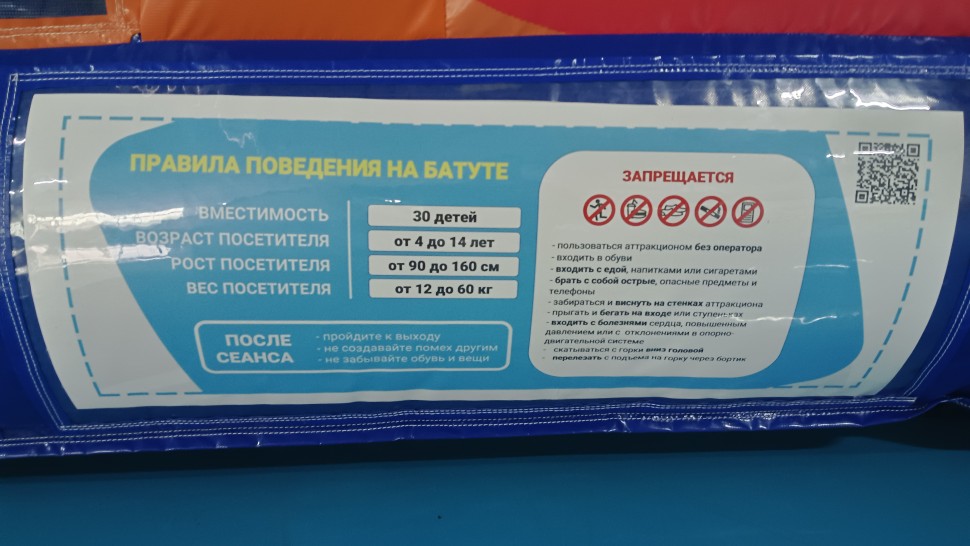 ПРАВИЛА ПОВЕДЕНИЯ НА БАТУТЕ
ВМЕСТИМОСТЬ 30 детей
ВОЗРАСТ ПОСЕТИТЕЛЯ от 4 до 14 лет
РОСТ ПОСЕТИТЕЛЯ от 90 до 160 см
ВЕС ПОСЕТИТЕЛЯ от 12 до 60 кг
ПОСЛЕ
СЕАНСА
- пройдите к выходу
- не создавайте помех другим
- не забывайте обувь и вещи
ЗАПРЕЩАЕТСЯ
- пользоваться аттракционом без оператора
- входить в обуви
- входить с едой, напитками или сигаретами
- брать с собой острые, опасные предметы и
телефоны
- забираться и виснуть на стенках аттракциона
- прыгать и бегать на входе или ступеньках
- входить с болезнями сердца, повышенным
давлением или с отклонениями в опорно-
двигательной системе
- скатываться с горки вниз головой
- перелезать с подъема на горку через бортик